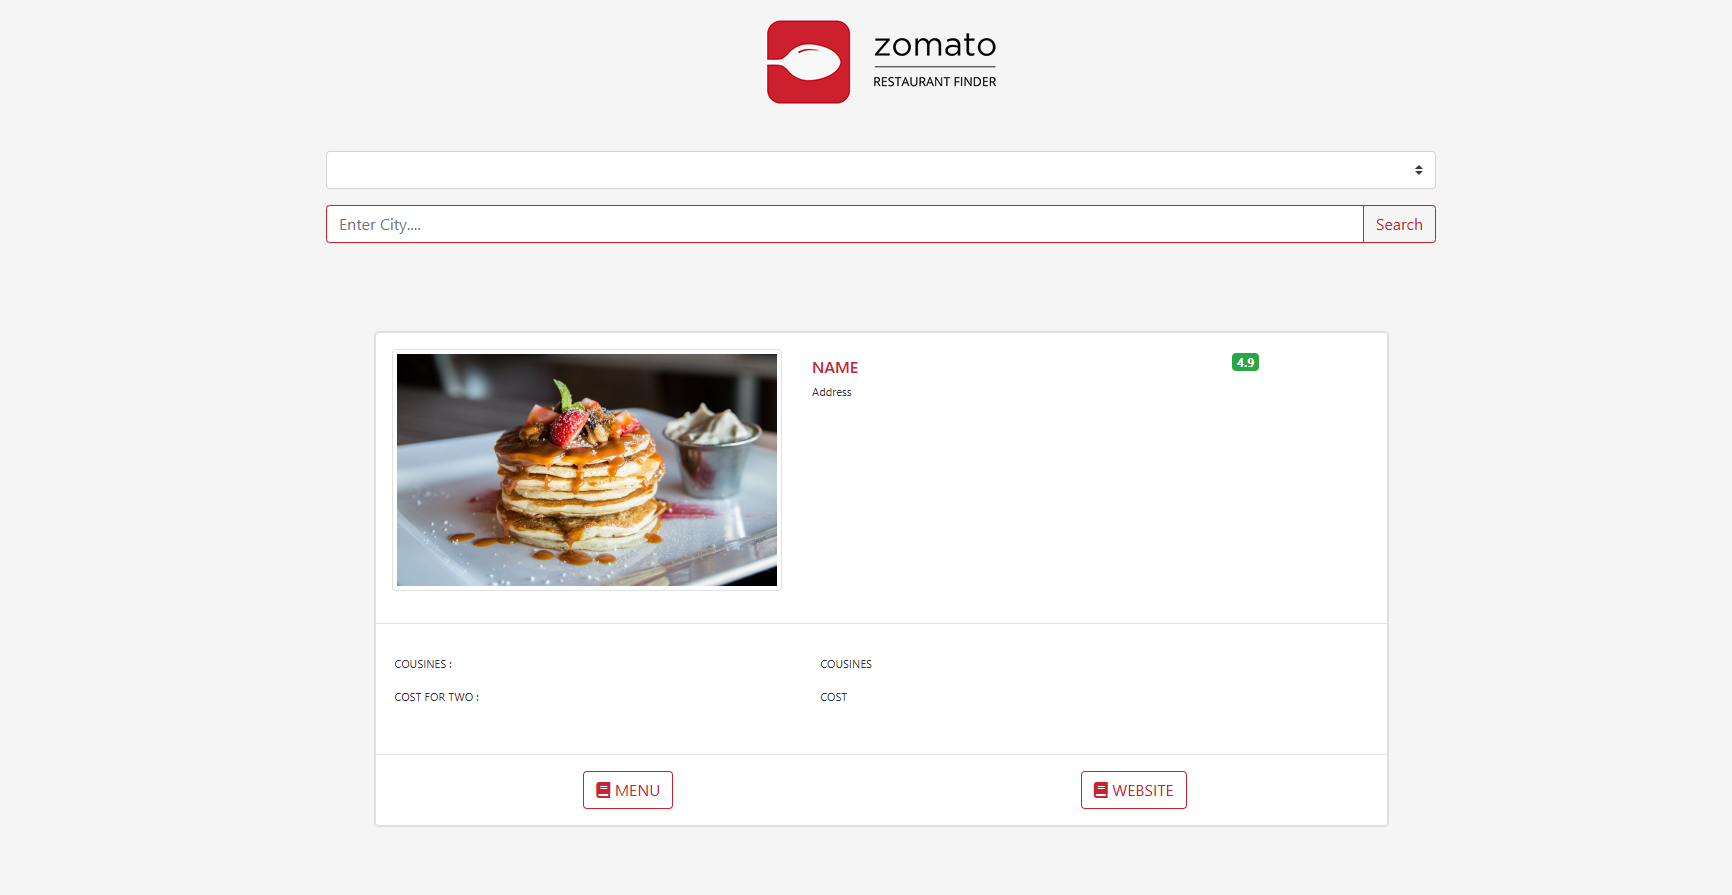 zomato
RESTAURANT FINDER
Enter City....
Search
NAME
4.9
Address
COUSINES :
COUSINES
COST FOR TWO :
COST
MENU
WEBSITE